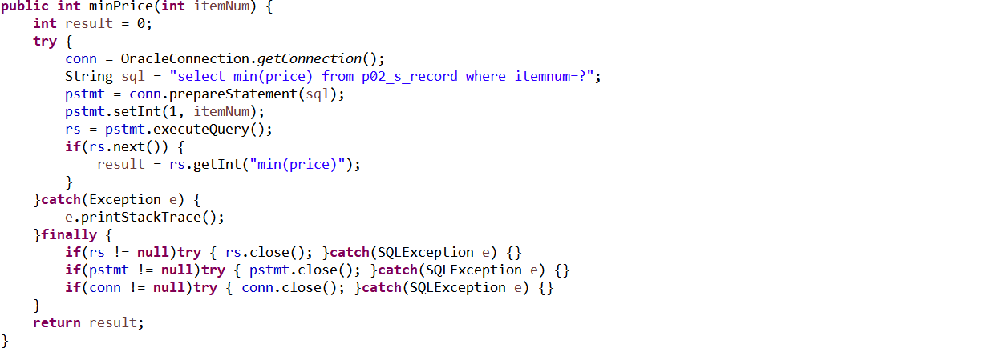 public int minPrice(int itemNum) {
    int result = 0;
    try {
        conn = OracleConnection.getConnection();
        String sql = "select min(price) from p02_s_record where itemnum=?";
        pstmt = conn.prepareStatement(sql);
        pstmt.setInt(1, itemNum);
        rs = pstmt.executeQuery();
        if(rs.next()) {
            result = rs.getInt("min(price)");
        }
    }catch(Exception e) {
        e.printStackTrace();
    }finally {
        if(rs != null)try { rs.close(); }catch(SQLException e) {}
        if(pstmt != null)try { pstmt.close(); }catch(SQLException e) {}
        if(conn != null)try { conn.close(); }catch(SQLException e) {}
    }
    return result;
}